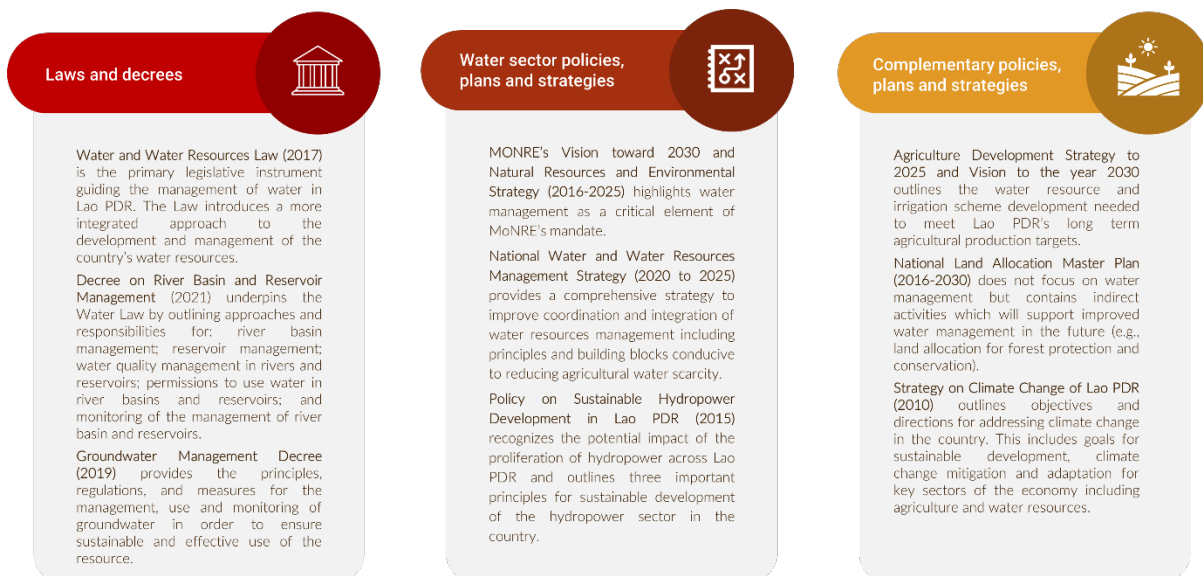 Laws and decrees
Water and Water Resources Law (2017)
is the primary legislative instrument
guiding the management of water in
Lao PDR. The Law introduces a more
integrated approach to the
development and management of the
country's water resources.
Decree on River Basin and Reservoir
Management (2021) underpins the
Water Law by outlining approaches and
responsibilities for: river basin
management; reservoir management;
water quality management in rivers and
reservoirs; permissions to use water in
river basins and reservoirs; and
monitoring of the management of river
basin and reservoirs.
Groundwater Management Decree
(2019) provides the principles,
regulations, and measures for the
management, use and monitoring of
groundwater in order to ensure
sustainable and effective use of the
resource.
Water sector policies,
plans and strategies
MONRE's Vision toward 2030 and
Natural Resources and Environmental
Strategy (2016-2025) highlights water
management as a critical element of
MoNRE's mandate.
National Water and Water Resources
Management Strategy (2020 to 2025)
provides a comprehensive strategy to
improve coordination and integration of
water resources management including
principles and building blocks conducive
to reducing agricultural water scarcity.
Policy on Sustainable Hydropower
Development in Lao PDR (2015)
recognizes the potential impact of the
proliferation of hydropower across Lao
PDR and outlines three important
principles for sustainable development
of the hydropower sector in the
country.
Complementary policies,
plans and strategies
Agriculture Development Strategy to
2025 and Vision to the year 2030
outlines the water resource and
irrigation scheme development needed
to meet Lao PDR's long term
agricultural production targets.
National Land Allocation Master Plan
(2016-2030) does not focus on water
management but contains indirect
activities which will support improved
water management in the future (e.g.,
land allocation for forest protection and
conservation).
Strategy on Climate Change of Lao PDR
(2010) outlines objectives and
directions for addressing climate change
in the country. This includes goals for
sustainable development, climate
change mitigation and adaptation for
key sectors of the economy including
agriculture and water resources.